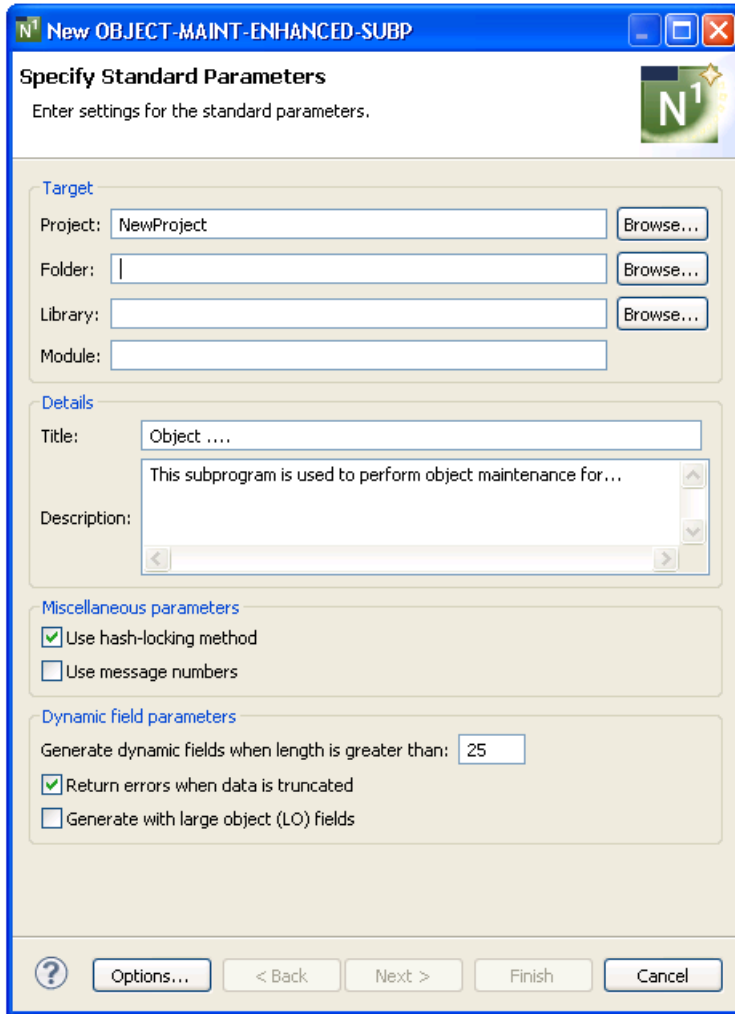 N1 New OBJECT-MAINT-ENHANCED-SUBP
Specify Standard Parameters
Enter settings for the standard parameters.
N1
Target
Project: NewProject Browse...
Folder: Browse...
Library: Browse...
Module:
Details
Title: Object ....
This subprogram is used to perform object maintenance for...
Description:
Miscellaneous parameters
Use hash-locking method
Use message numbers
Dynamic field parameters
Generate dynamic fields when length is greater than: 25
Return errors when data is truncated
Generate with large object (LO) fields
? Options... < Back Next > Finish Cancel